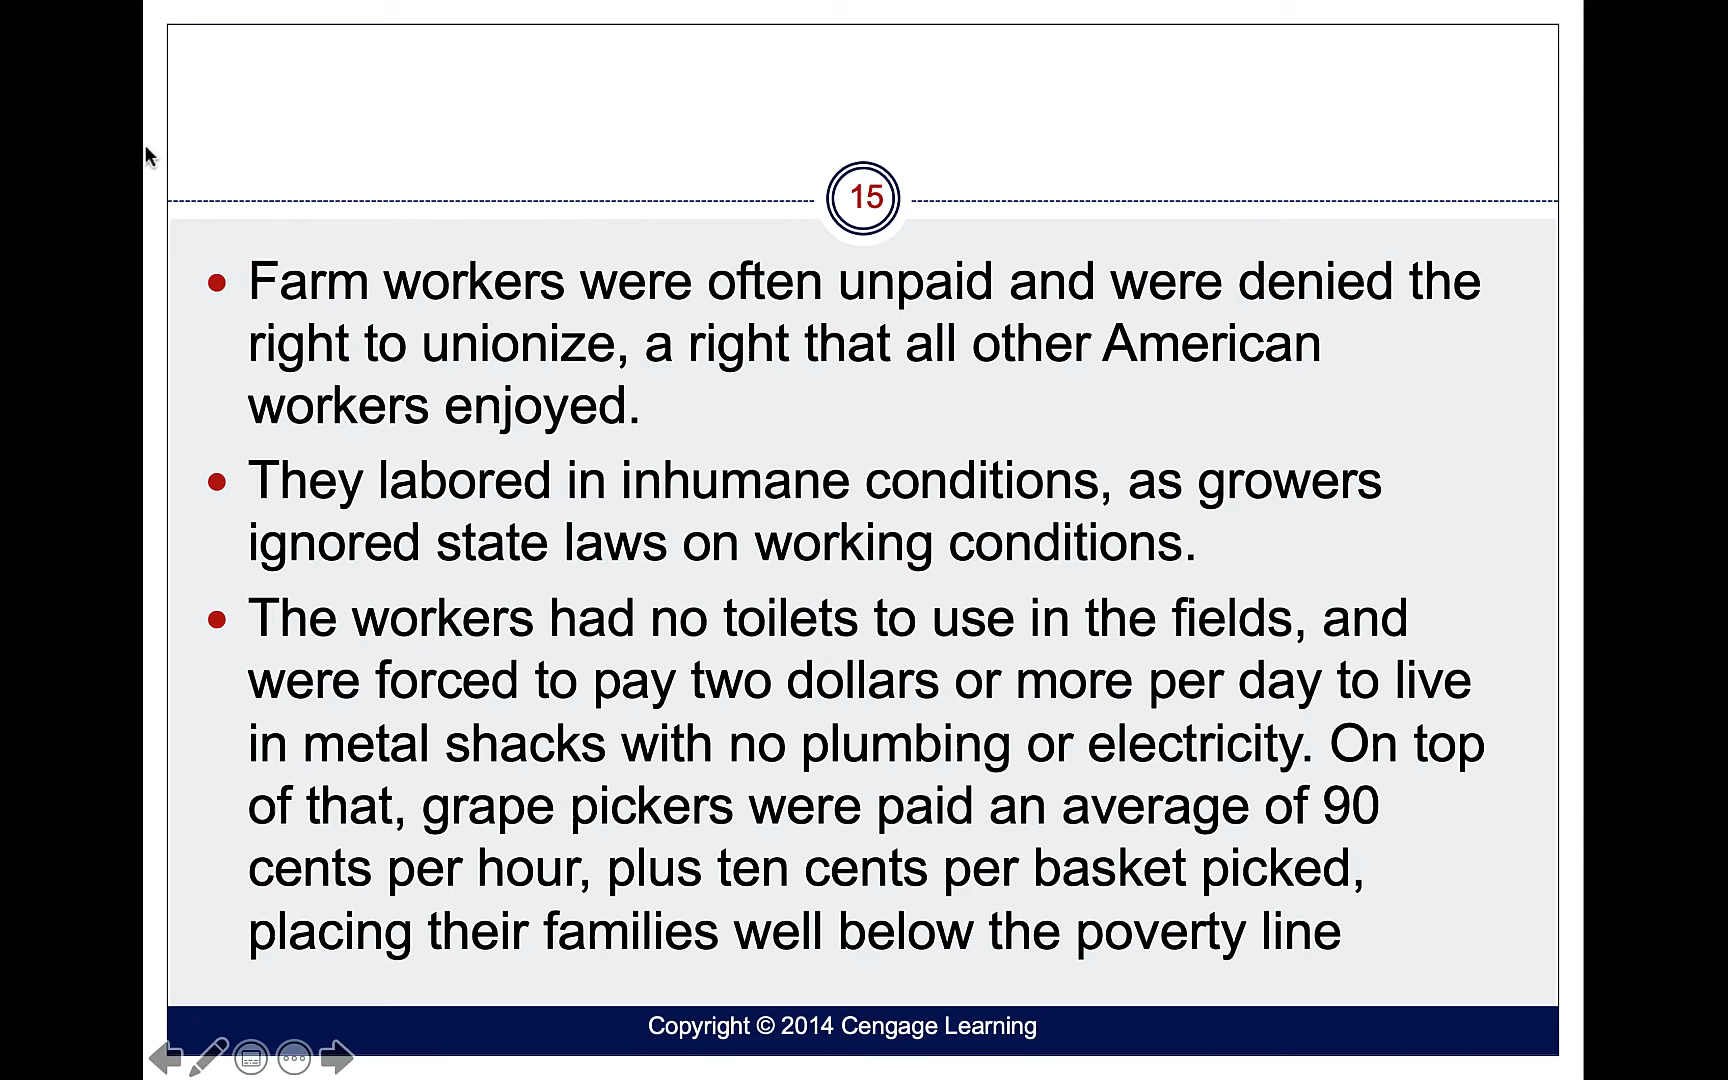 15
Farm workers were often unpaid and were denied the
right to unionize, a right that all other American
workers enjoyed.
They labored in inhumane conditions, as growers
ignored state laws on working conditions.
The workers had no toilets to use in the fields, and
were forced to pay two dollars or more per day to live
in metal shacks with no plumbing or electricity. On top
of that, grape pickers were paid an average of 90
cents per hour, plus ten cents per basket picked,
placing their families well below the poverty line
Copyright © 2014 Cengage Learning